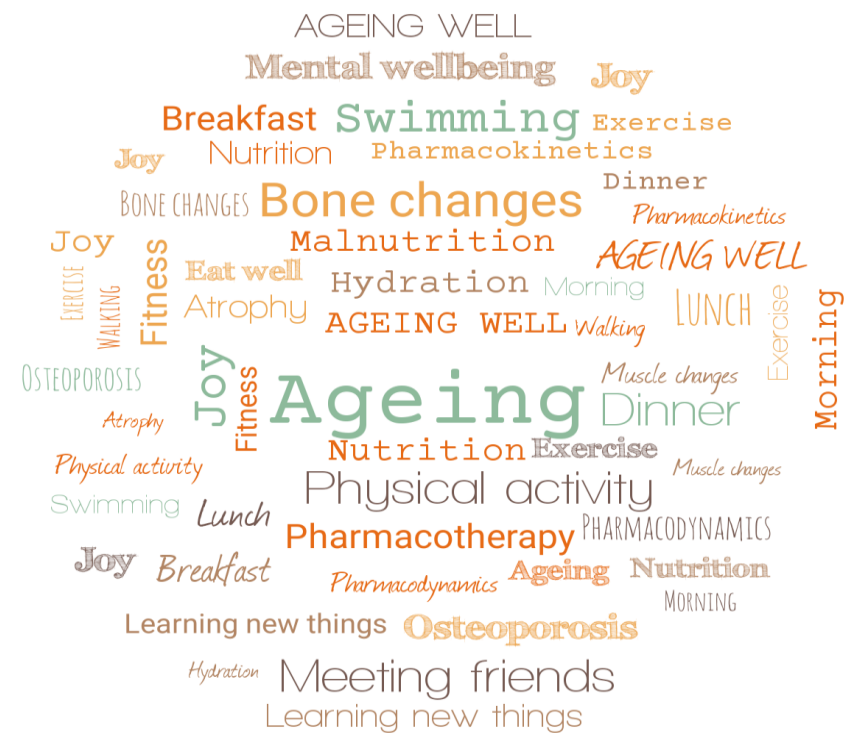 AGEING WELL
Mental wellbeing
Joy
Breakfast
Swimming
Exercise
Joy
Nutrition
Pharmacokinetics
Dinner
Bone changes
Bone changes
Pharmacokinetics
Joy
Malnutrition
AGEING WELL
Fitness
Exercise
Walking
Eat well
Hydration
Morning
Atrophy
Lunch
Exercise
Morning
AGEING WELL
Walking
Osteoporosis
Joy
Fitness
Ageing
Muscle changes
Dinner
Atrophy
Nutrition
Exercise
Physical activity
Muscle changes
Physical activity
Swimming
Lunch
Pharmacotherapy
Pharmacodynamics
Joy
Breakfast
Pharmacodynamics
Ageing
Nutrition
Morning
Learning new things
Osteoporosis
Hydration
Meeting friends
Learning new things